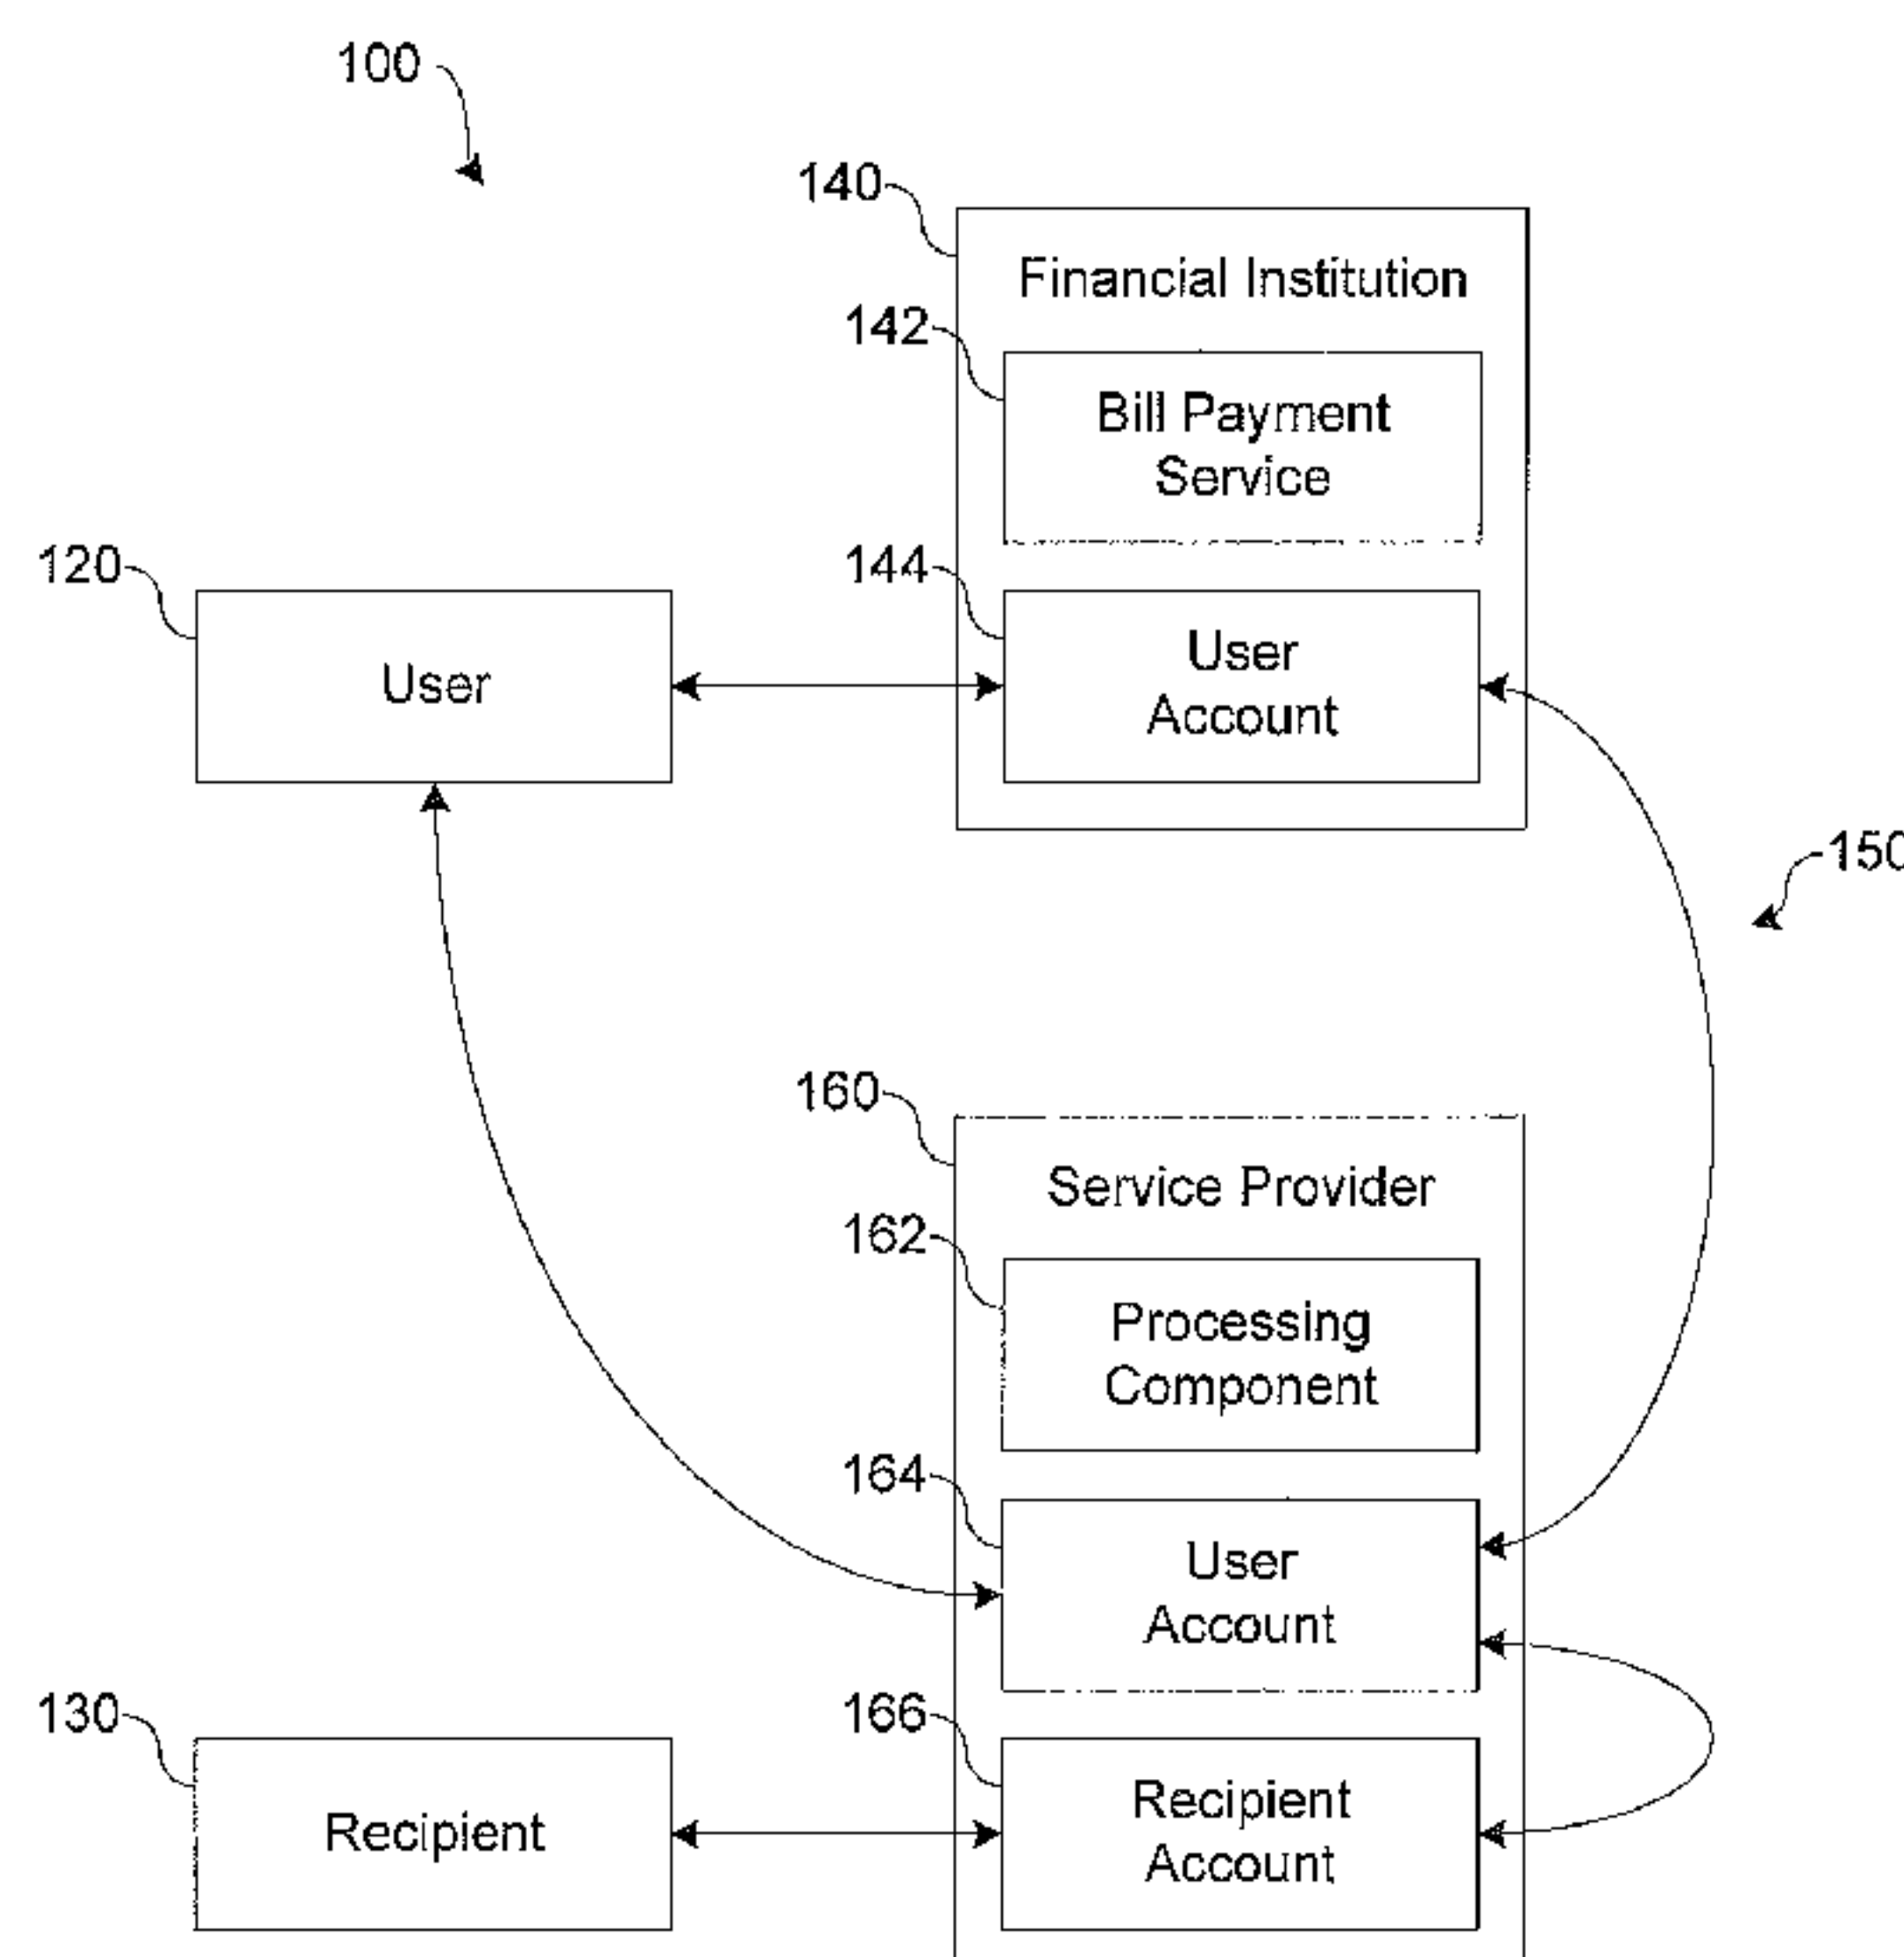 100
140
Financial Institution
142
Bill Payment
Service
120
144
User
User
Account
150
160
Service Provider
162
Processing
Component
164
User
Account
130
166
Recipient
Recipient
Account